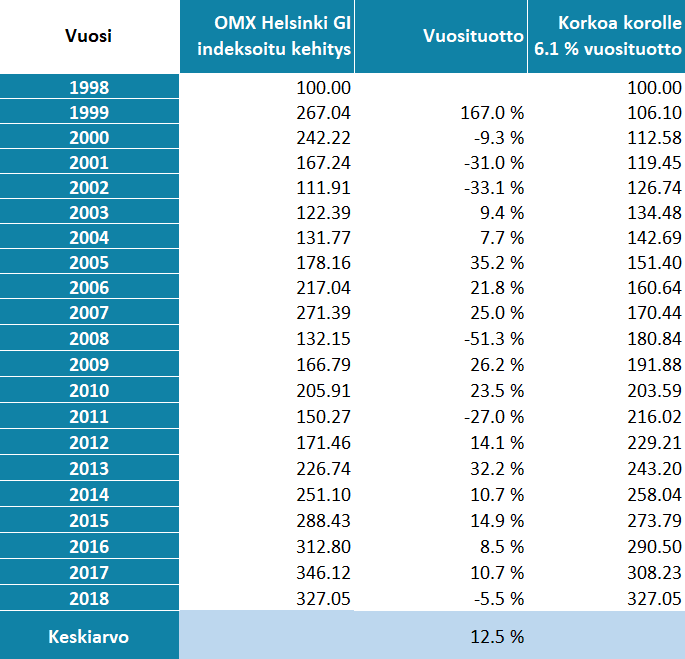 Vuosi OMX Helsinki GI indeksoitu kehitys Vuosituotto Korkoa korolle 6.1 % vuosituotto
1998 100.00 100.00
1999 267.04 167.0 % 106.10
2000 242.22 -9.3 % 112.58
2001 167.24 -31.0 % 119.45
2002 111.91 -33.1 % 126.74
2003 122.39 9.4 % 134.48
2004 131.77 7.7 % 142.69
2005 178.16 35.2 % 151.40
2006 217.04 21.8 % 160.64
2007 271.39 25.0 % 170.44
2008 132.15 -51.3 % 180.84
2009 166.79 26.2 % 191.88
2010 205.91 23.5 % 203.59
2011 150.27 -27.0 % 216.02
2012 171.46 14.1 % 229.21
2013 226.74 32.2 % 243.20
2014 251.10 10.7 % 258.04
2015 288.43 14.9 % 273.79
2016 312.80 8.5 % 290.50
2017 346.12 10.7 % 308.23
2018 327.05 -5.5 % 327.05
Keskiarvo 12.5 %